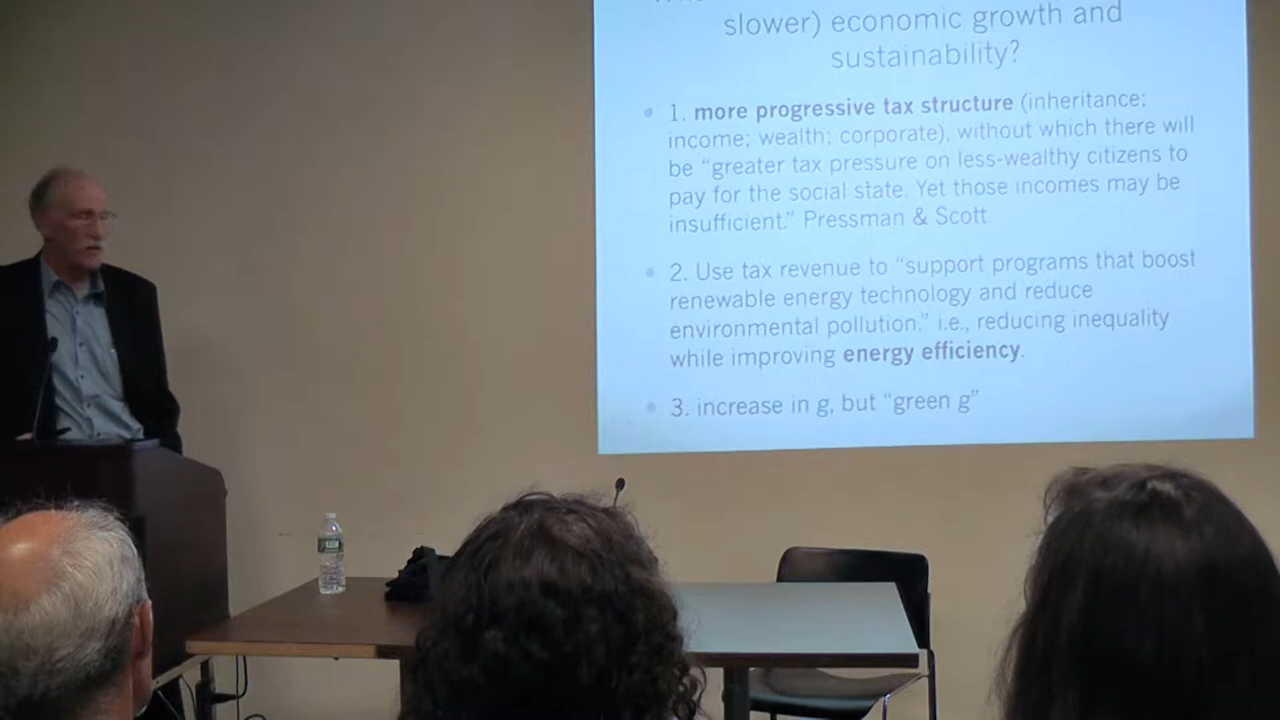 slower) economic growth and
sustainability?
• 1. more progressive tax structure (inheritance;
income; wealth; corporate), without which there will
be “greater tax pressure on less-wealthy citizens to
pay for the social state. Yet those incomes may be
insufficient.” Pressman & Scott
• 2. Use tax revenue to “support programs that boost
renewable energy technology and reduce
environmental pollution.” i.e., reducing inequality
while improving energy efficiency.
• 3. increase in g, but “green g”